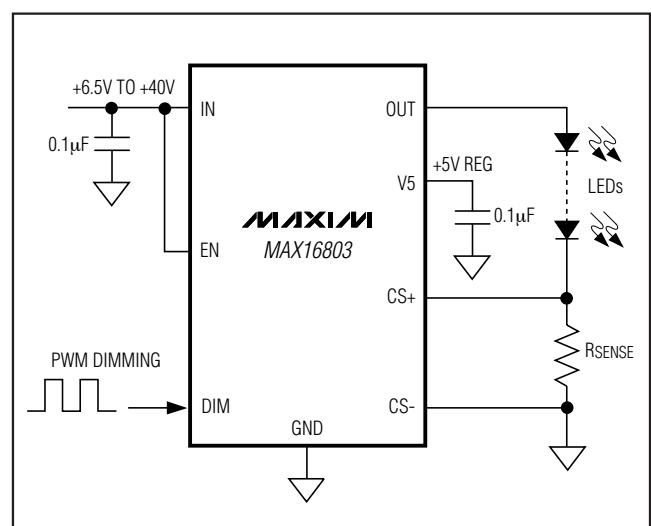 +6.5V TO +40V
IN
OUT
0.1μF
+5V REG
V5
LEDs
0.1μF
MAXIM
MAX16803
EN
CS+
RSENSE
PWM DIMMING
DIM
CS-
GND